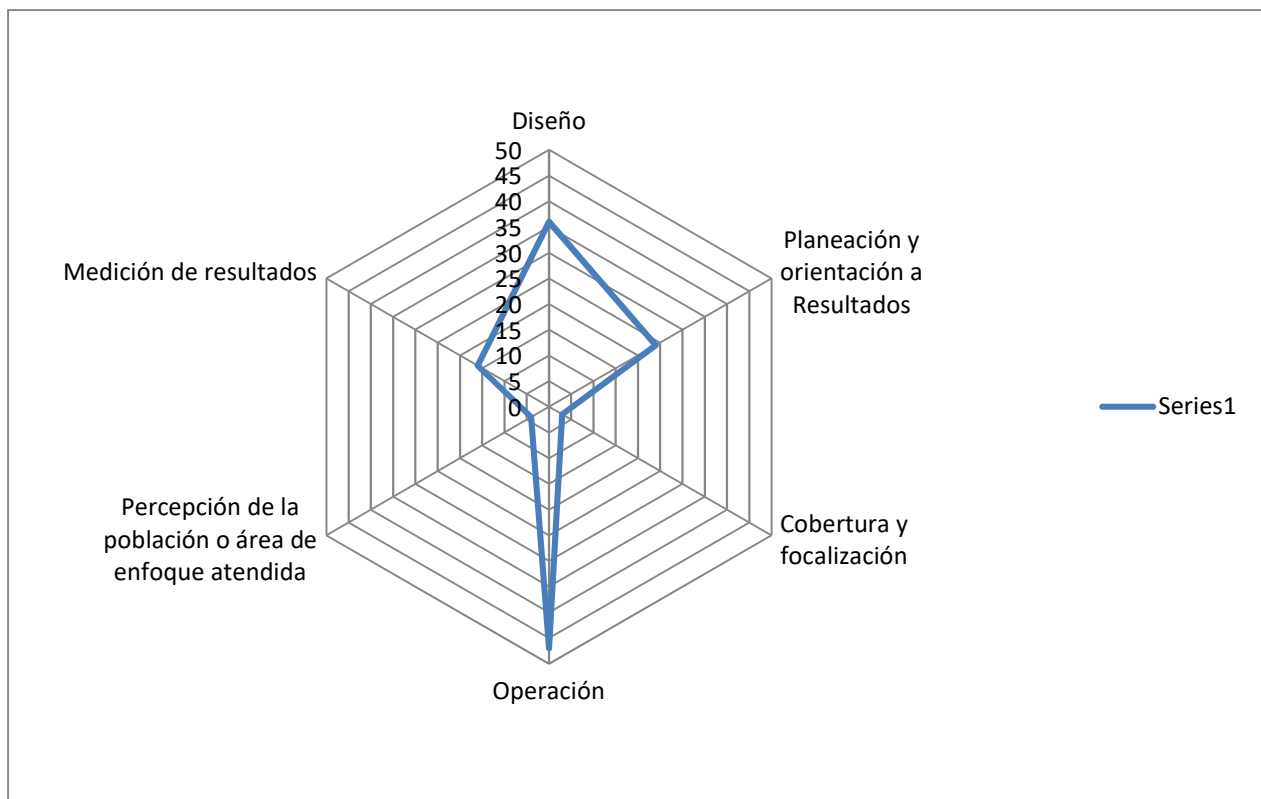 Diseño
50
45
40
35
30
25
20
15
10
5
0
Planeación y
orientación a
Resultados
Cobertura y
focalización
Operación
Percepción de la
población o área de
enfoque atendida
Medición de resultados
Series1